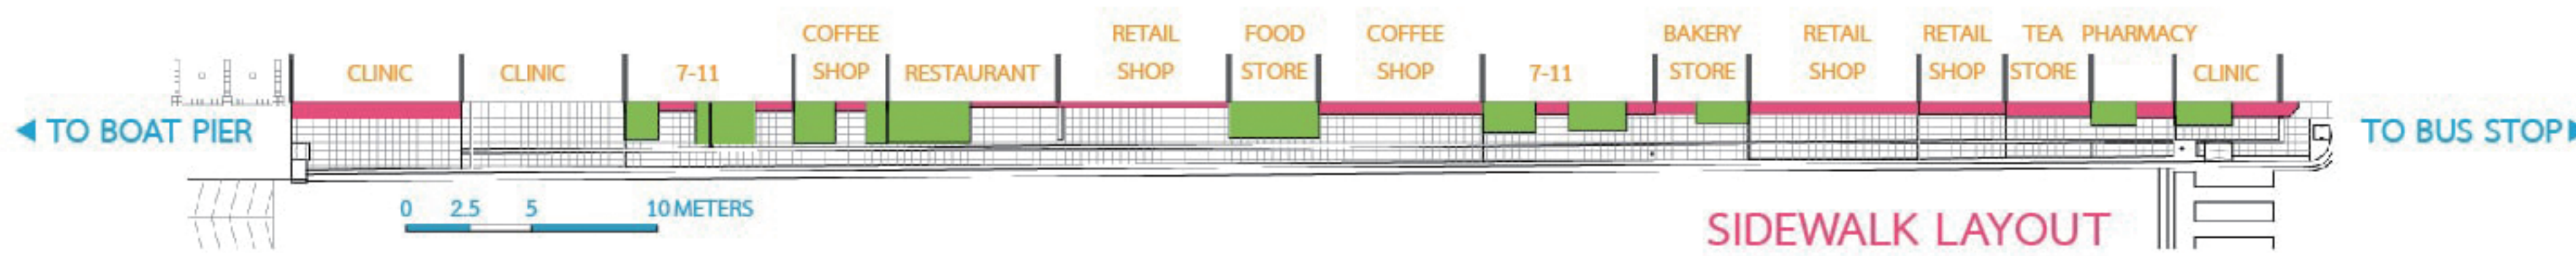 COFFEE RETAIL FOOD COFFEE BAKERY RETAIL RETAIL TEA PHARMACY
CLINIC CLINIC 7-11 SHOP RESTAURANT SHOP STORE SHOP 7-11 STORE SHOP SHOP STORE CLINIC
TO BOAT PIER TO BUS STOP
0 2.5 5 10 METERS
SIDEWALK LAYOUT